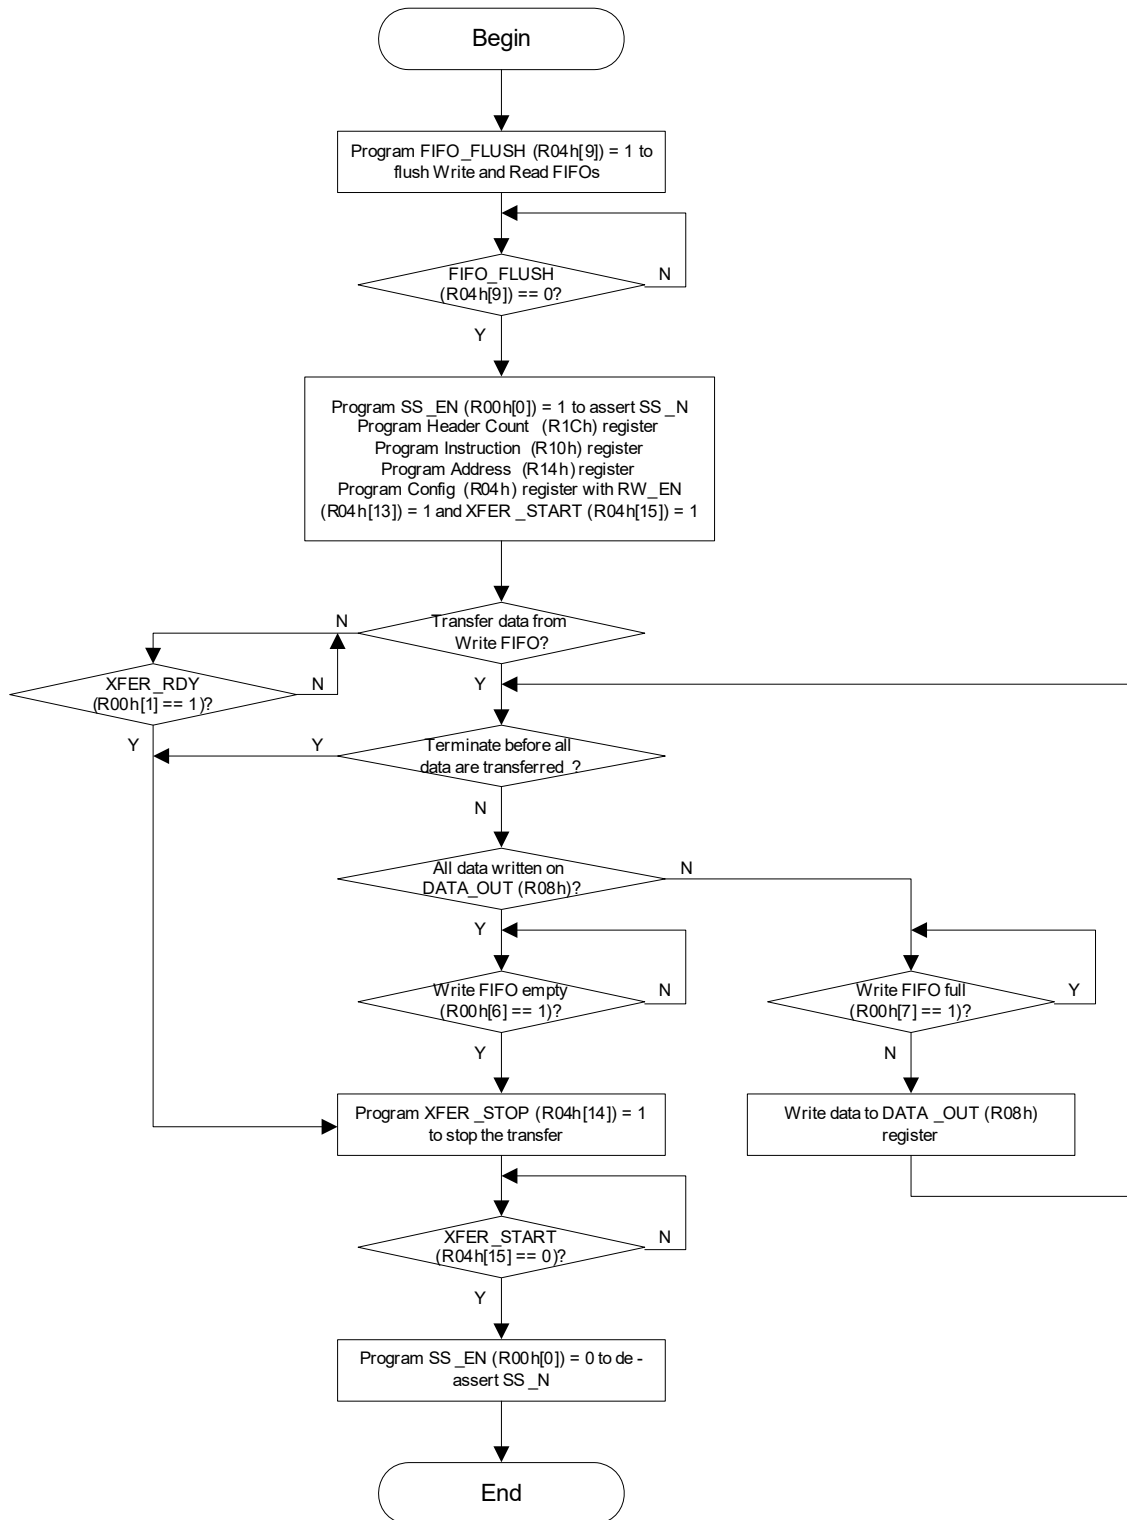 Begin
Program FIFO_FLUSH (R04h[9]) = 1 to
flush Write and Read FIFOs
FIFO_FLUSH
(R04h[9]) == 0?
N
Y
Program SS_EN (R00h[0]) = 1 to assert SS_N
Program Header Count (R1Ch) register
Program Instruction (R10h) register
Program Address (R14h) register
Program Config (R04h) register with RW_EN
(R04h[13]) = 1 and XFER_START (R04h[15]) = 1
Transfer data from
Write FIFO?
N
Y
XFER_RDY
(R00h[1] == 1)?
N
Y
Terminate before all
data are transferred ?
Y
N
All data written on
DATA_OUT (R08h)?
N
Y
Write FIFO empty
(R00h[6] == 1)?
N
Y
Write FIFO full
(R00h[7] == 1)?
Y
N
Program XFER_STOP (R04h[14]) = 1
to stop the transfer
Write data to DATA_OUT (R08h)
register
XFER_START
(R04h[15] == 0)?
N
Y
Program SS_EN (R00h[0]) = 0 to de-
assert SS_N
End